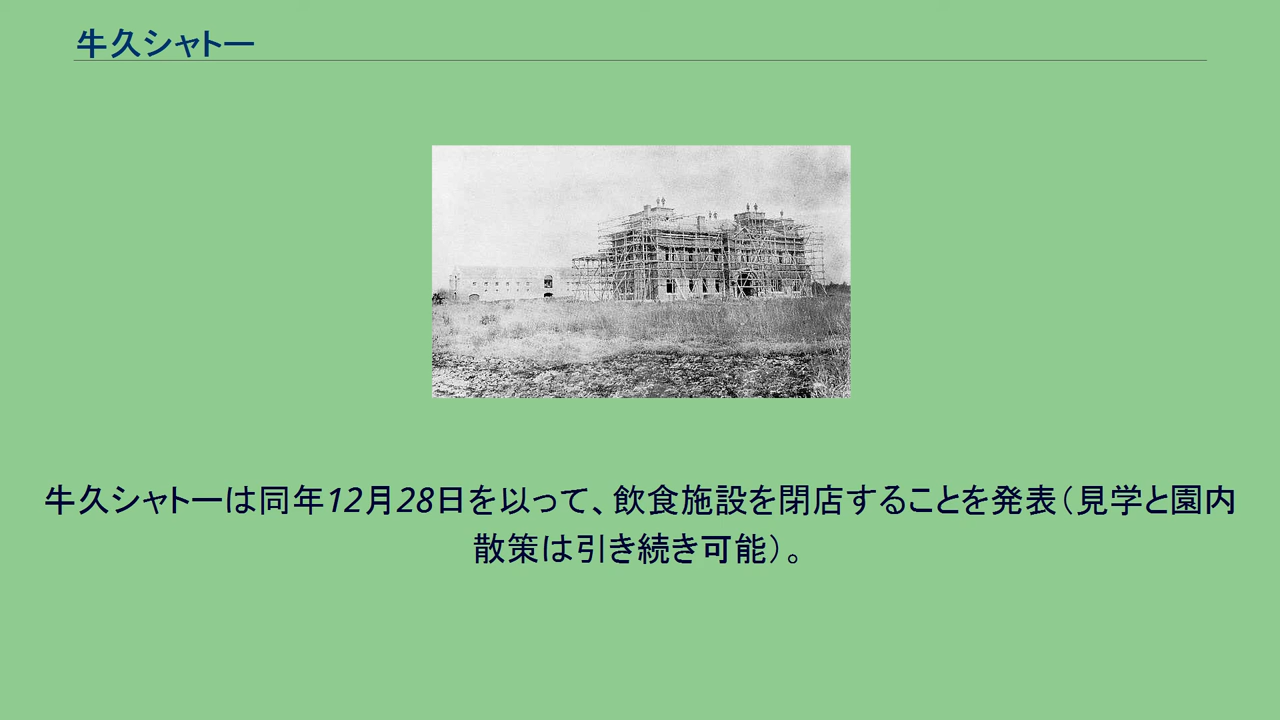 牛久シャトー
牛久シャトーは同年12月28日を以って、飲食施設を閉店することを発表（見学と園内
散策は引き続き可能）。